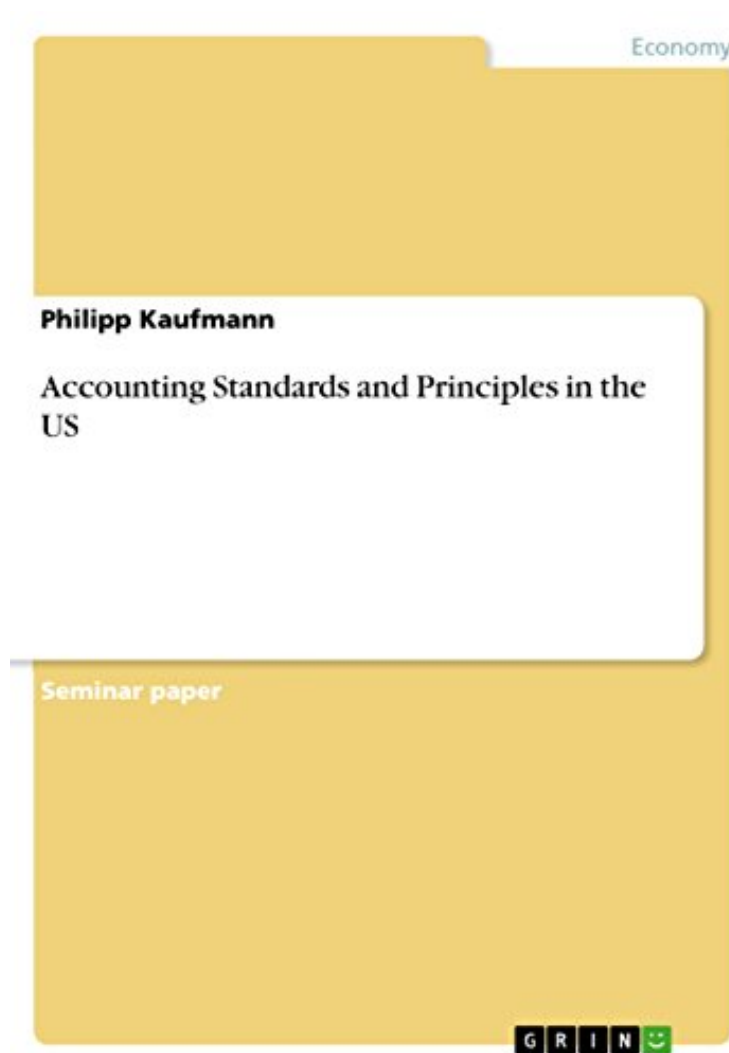 Economy
Philipp Kaufmann
Accounting Standards and Principles in the
US
Seminar paper
GRIN